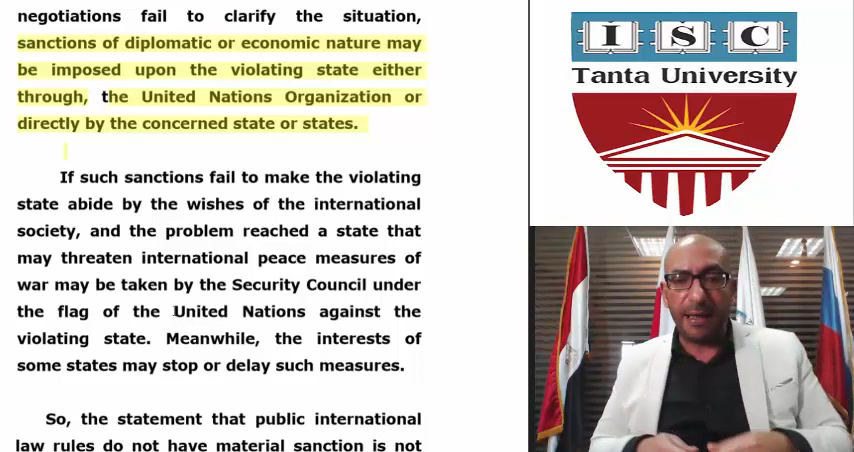 negotiations fail to clarify the situation,
sanctions of diplomatic or economic nature may
be imposed upon the violating state either
through, the United Nations Organization or
directly by the concerned state or states.
If such sanctions fail to make the violating
state abide by the wishes of the international
society, and the problem reached a state that
may threaten international peace measures of
war may be taken by the Security Council under
the flag of the United Nations against the
violating state. Meanwhile, the interests of
some states may stop or delay such measures.
So, the statement that public international
law rules do not have material sanction is not
I S C
Tanta University